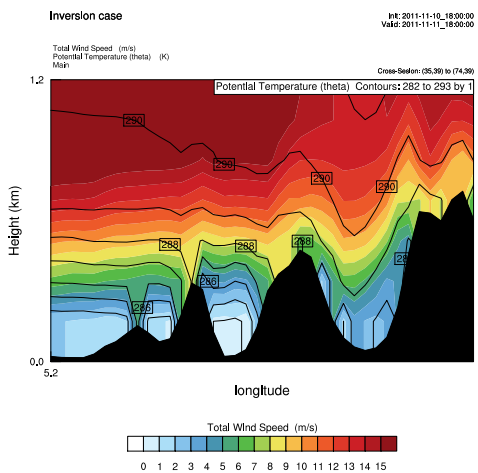 Inversion case
Init: 2011-11-10_18:00:00
Valid: 2011-11-11_18:00:00
Total Wind Speed (m/s)
Potential Temperature (theta) (K)
Main
Cross-Sesion: (35,39) to (74,39)
1.2
Potential Temperature (theta) Contours: 282 to 293 by 1
290
290
290
290
288
288
288
286
286
28
Height (km)
0.0
5.2
longitude
Total Wind Speed (m/s)
0 1 2 3 4 5 6 7 8 9 10 11 12 13 14 15